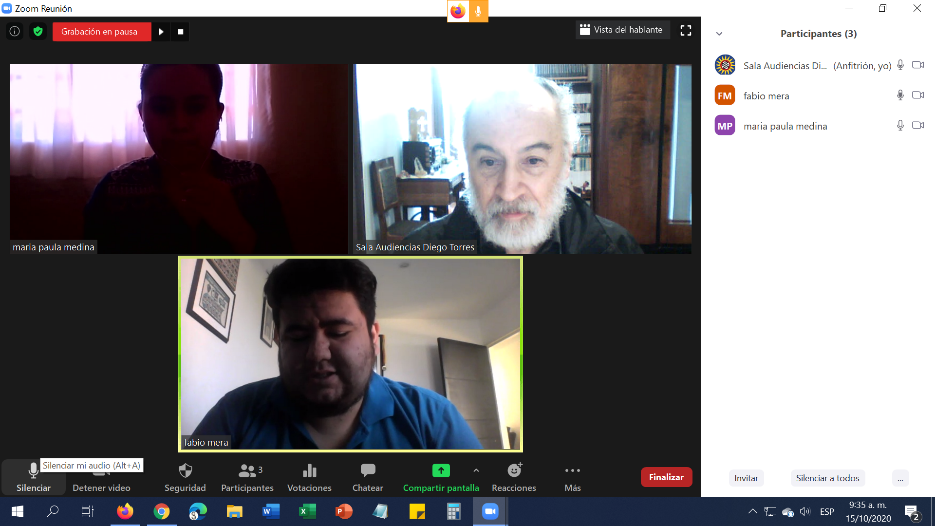 Zoom Reunión
Grabación en pausa
Vista del hablante
maria paula medina
Sala Audiencias Diego Torres
fabio mera
Participantes (3)
Sala Audiencias Di... (Anfitrión, yo)
FM fabio mera
MP maria paula medina
Silenciar mi audio (Alt+A)
3
Silenciar
Detener video
Seguridad
Participantes
Votaciones
Chatear
Compartir pantalla
Reacciones
Más
Finalizar
Invitar
Silenciar a todos
...
ESP
9:35 a. m.
15/10/2020
2